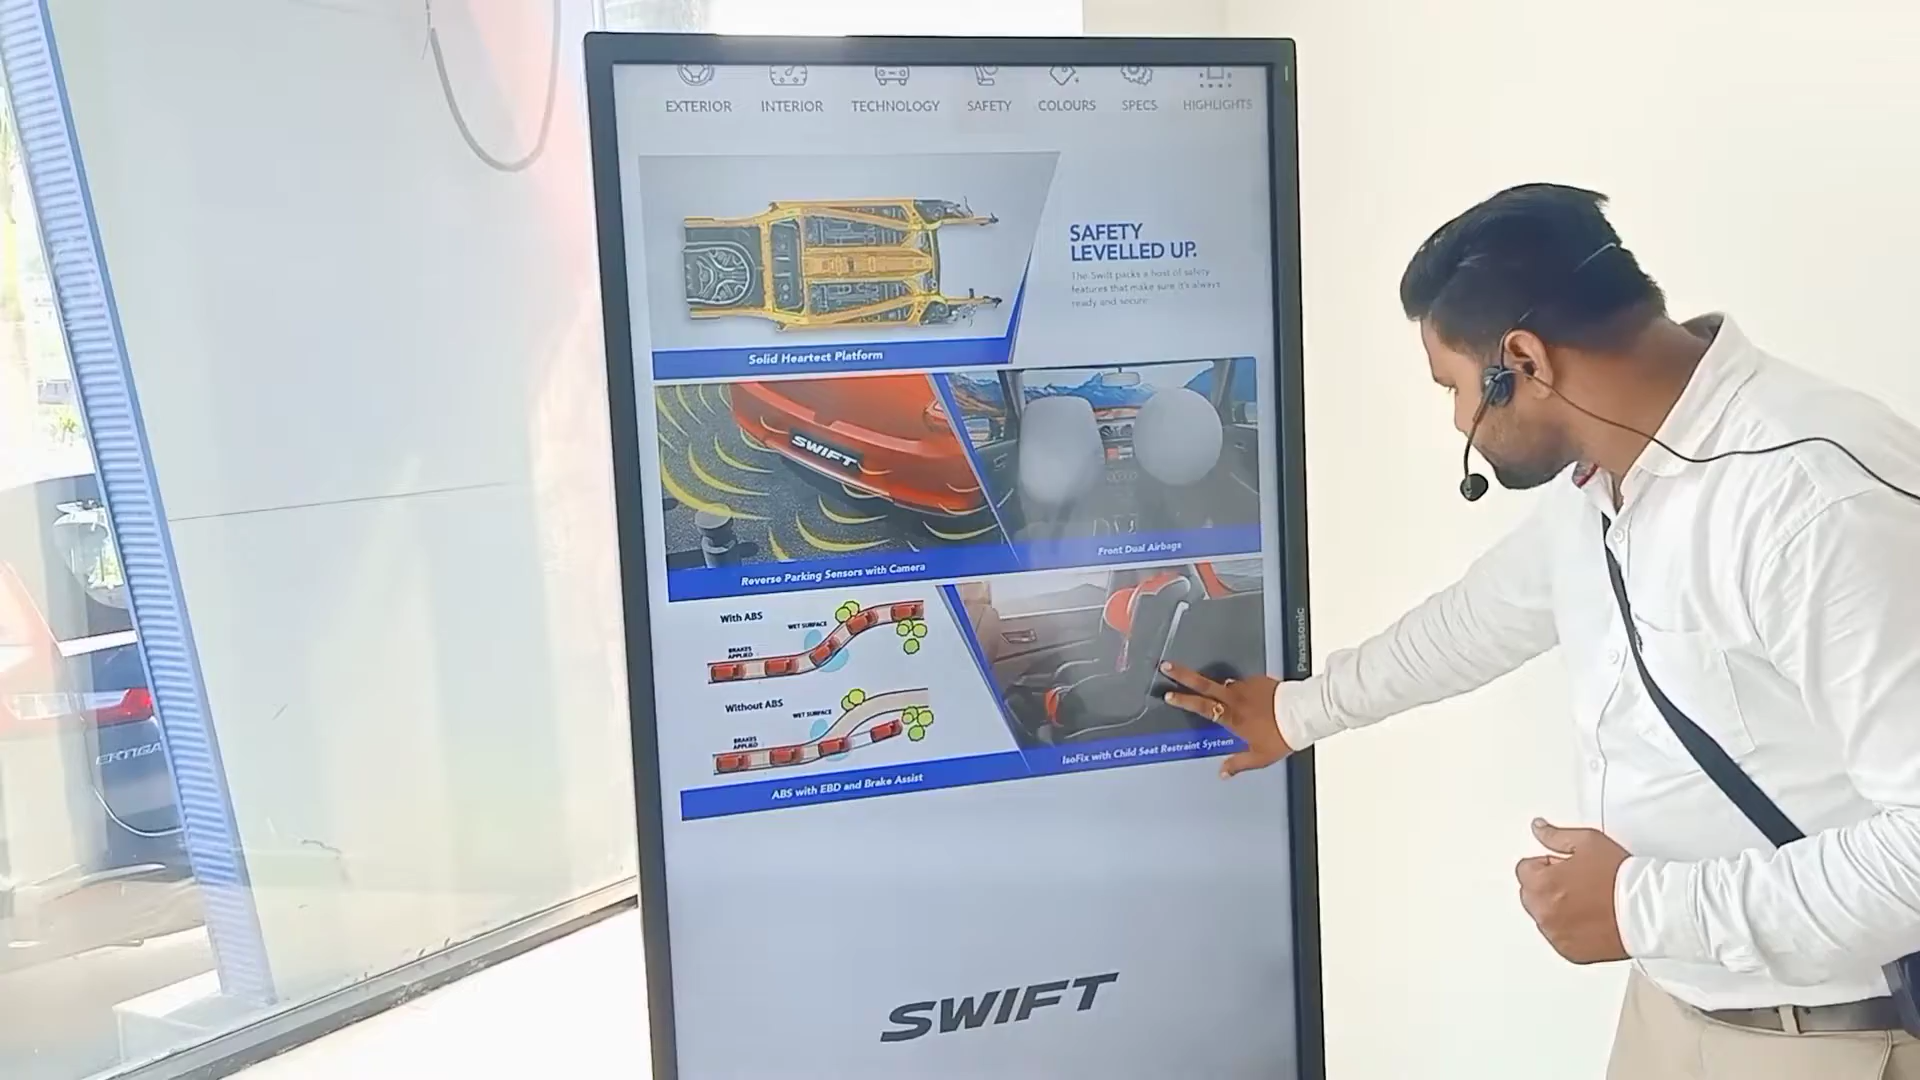 EXTERIOR INTERIOR TECHNOLOGY SAFETY COLOURS SPECS HIGHLIGHTS
SAFETY
LEVELLED UP.
The Swift packs a host of safety
features that make sure it's always
ready and secure
Solid Heartect Platform
SWIFT
Reverse Parking Sensors with Camera
Front Dual Airbags
With ABS
WET SURFACE
BRAKES
APPLIED
Without ABS
WET SURFACE
BRAKES
APPLIED
ABS with EBD and Brake Assist
IsoFix with Child Seat Restraint System
SWIFT
Panasonic
ERTIGA